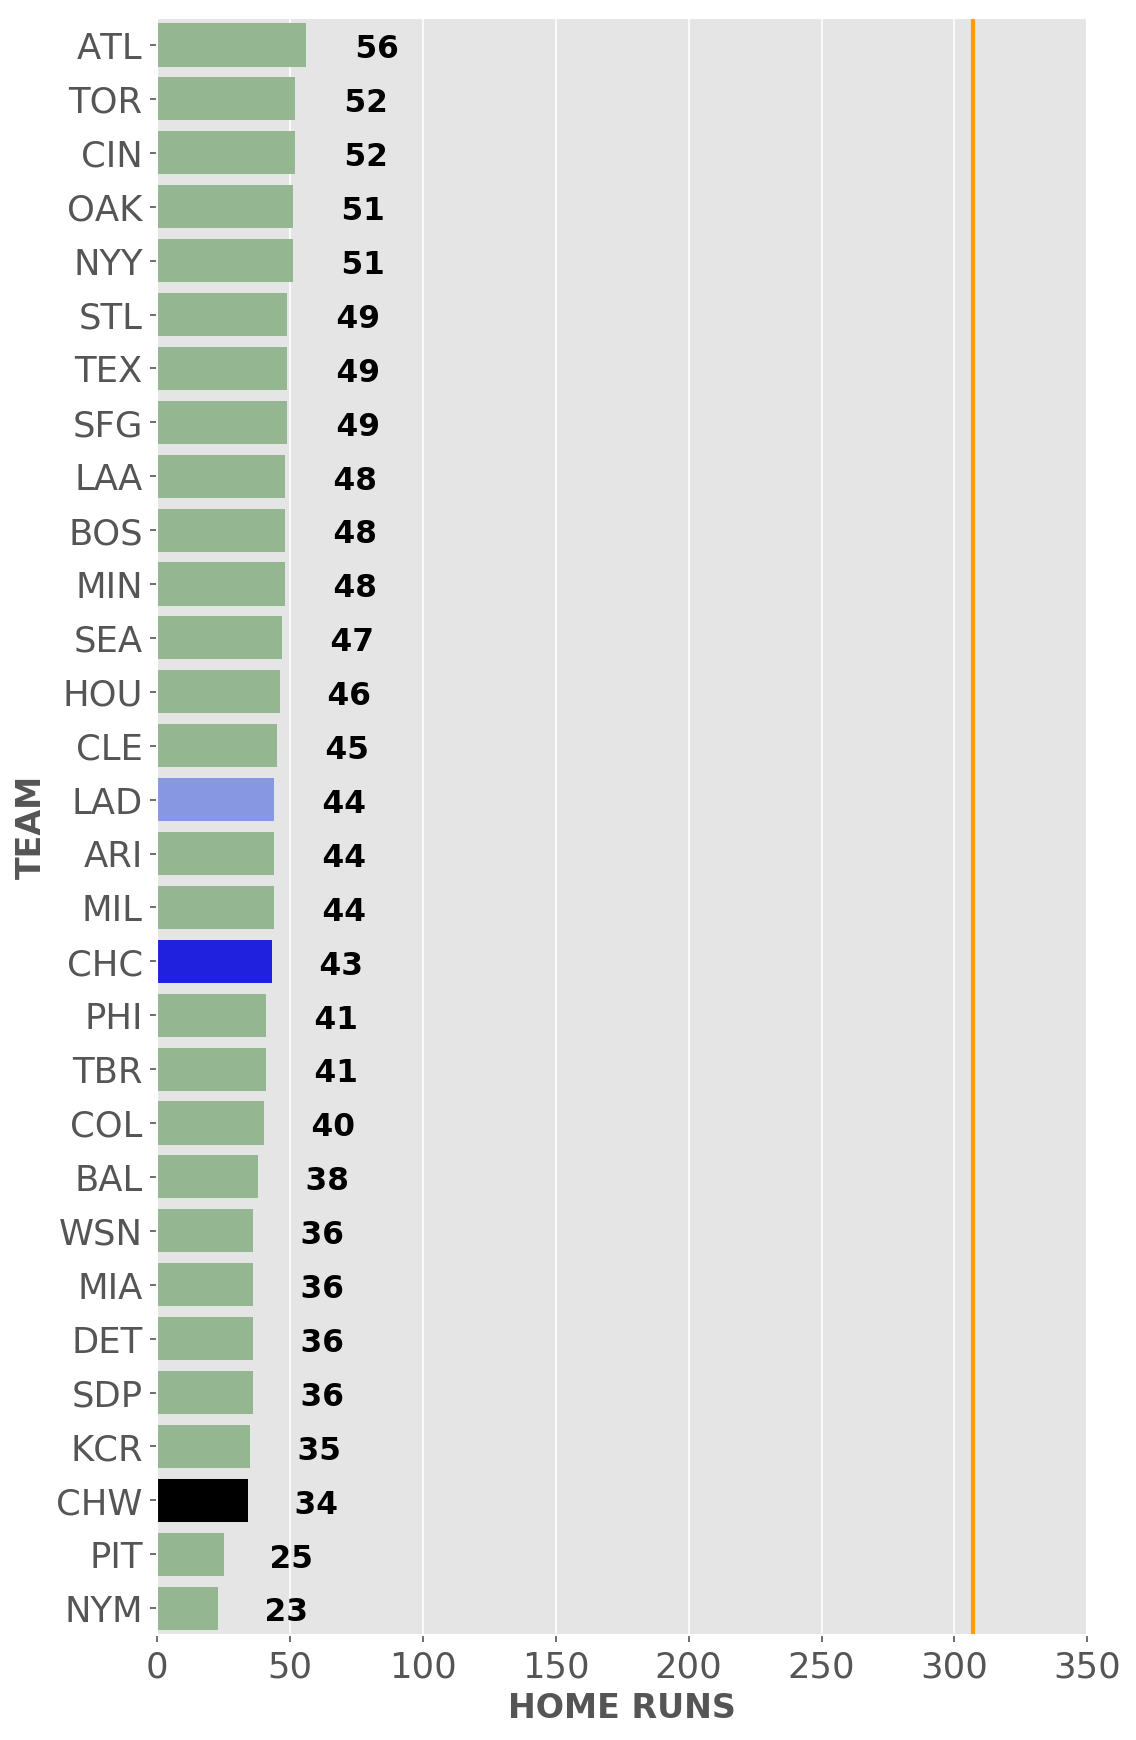 ATL 56
TOR 52
CIN 52
OAK 51
NYY 51
STL 49
TEX 49
SFG 49
LAA 48
BOS 48
MIN 48
SEA 47
HOU 46
CLE 45
LAD 44
ARI 44
MIL 44
CHC 43
PHI 41
TBR 41
COL 40
BAL 38
WSN 36
MIA 36
DET 36
SDP 36
KCR 35
CHW 34
PIT 25
NYM 23
TEAM
0 50 100 150 200 250 300 350
HOME RUNS